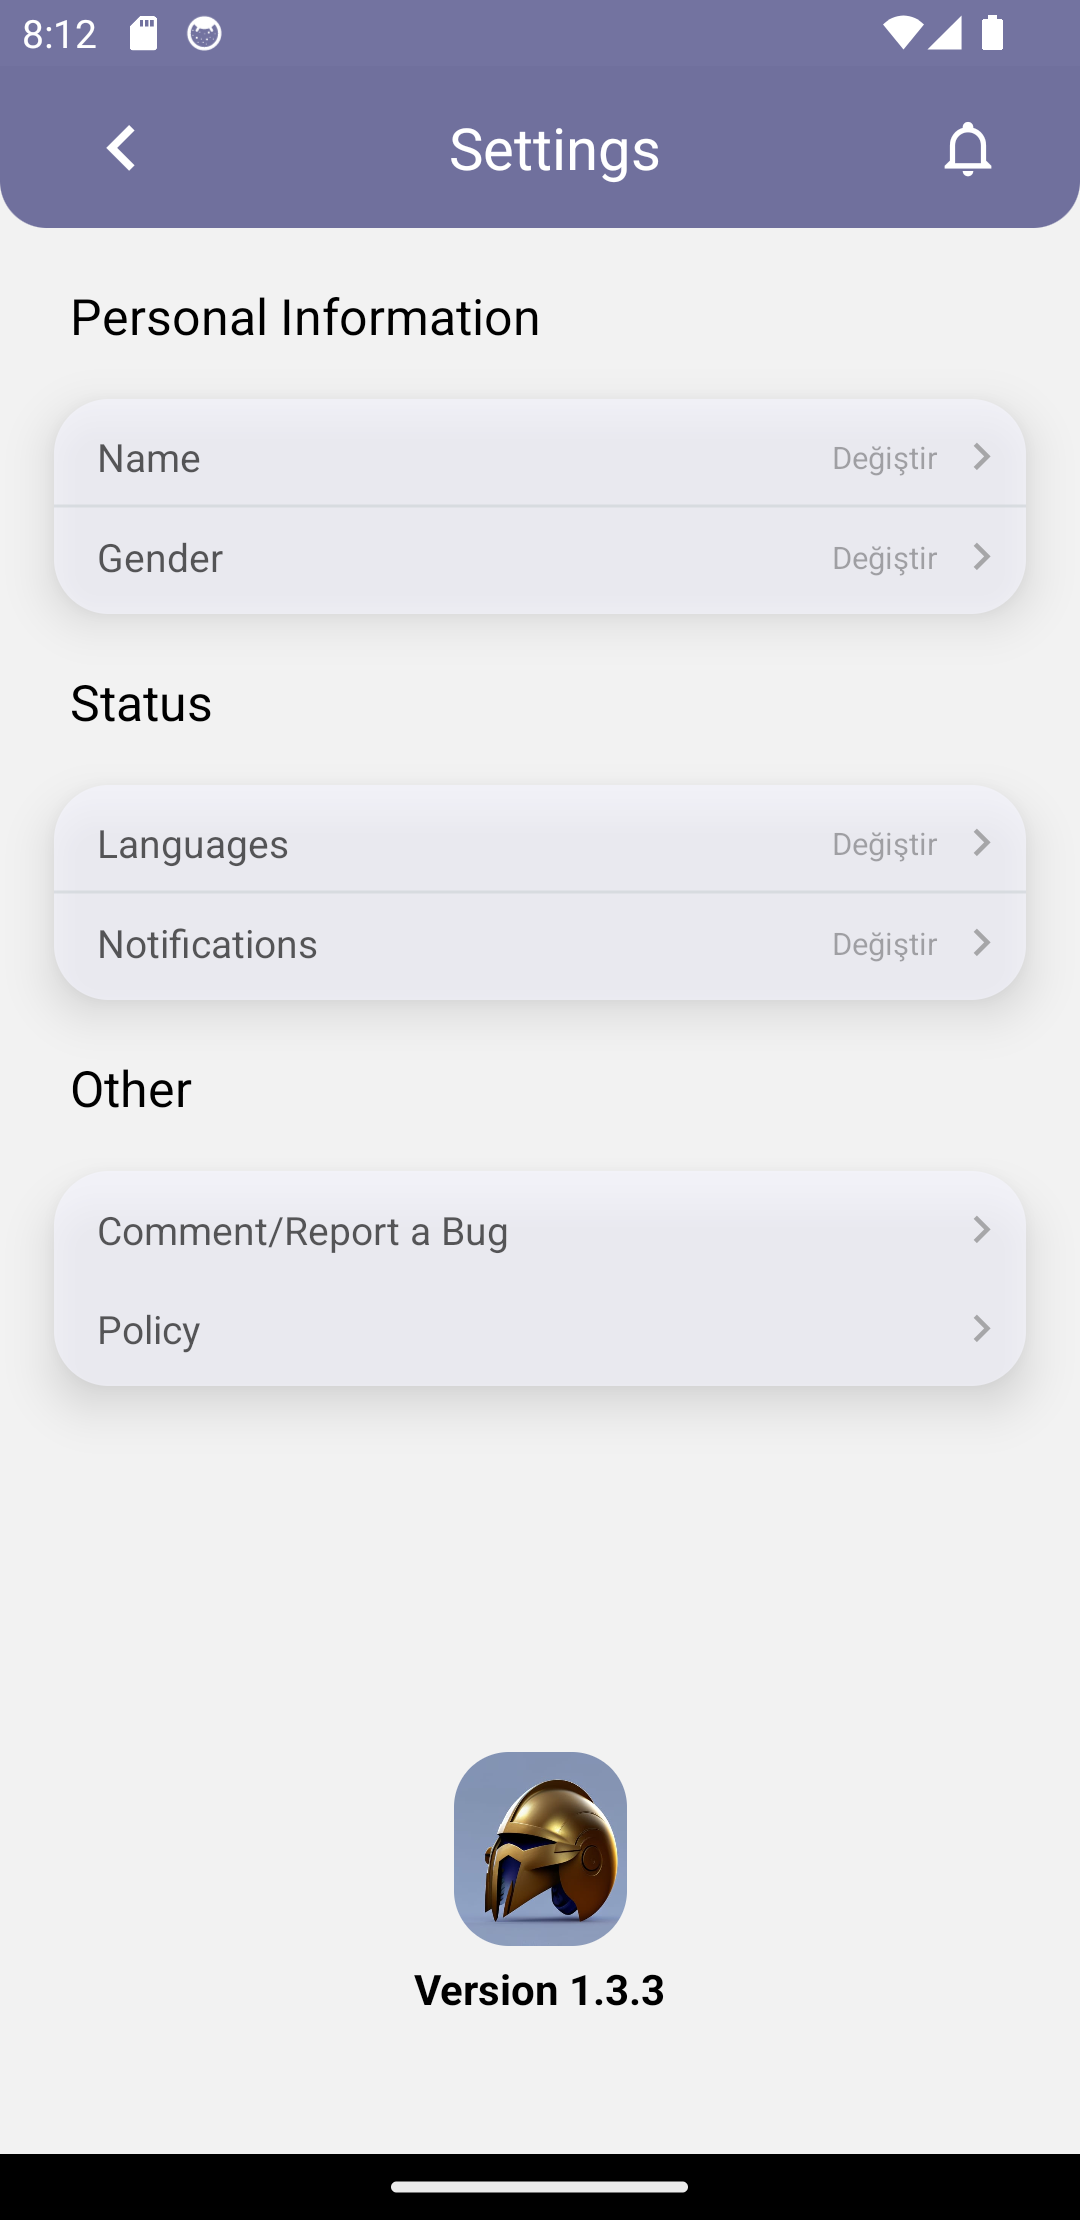 8:12
Settings
Personal Information
Name Değiştir
Gender Değiştir
Status
Languages Değiştir
Notifications Değiştir
Other
Comment/Report a Bug
Policy
Version 1.3.3